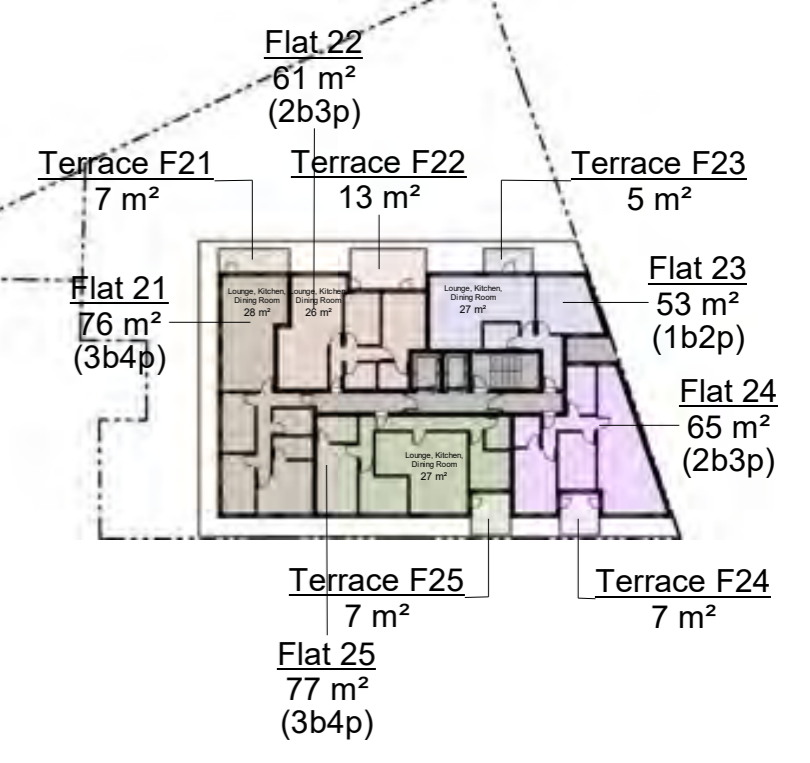 Flat 22
61 m²
(2b3p)
Terrace F21
7 m²
Terrace F22
13 m²
Terrace F23
5 m²
Flat 21
76 m²
(3b4p)
Lounge, Kitchen,
Dining Room
28 m²
Lounge, Kitchen,
Dining Room
26 m²
Lounge, Kitchen,
Dining Room
27 m²
Flat 23
53 m²
(1b2p)
Flat 24
65 m²
(2b3p)
Lounge, Kitchen,
Dining Room
27 m²
Terrace F25
7 m²
Terrace F24
7 m²
Flat 25
77 m²
(3b4p)